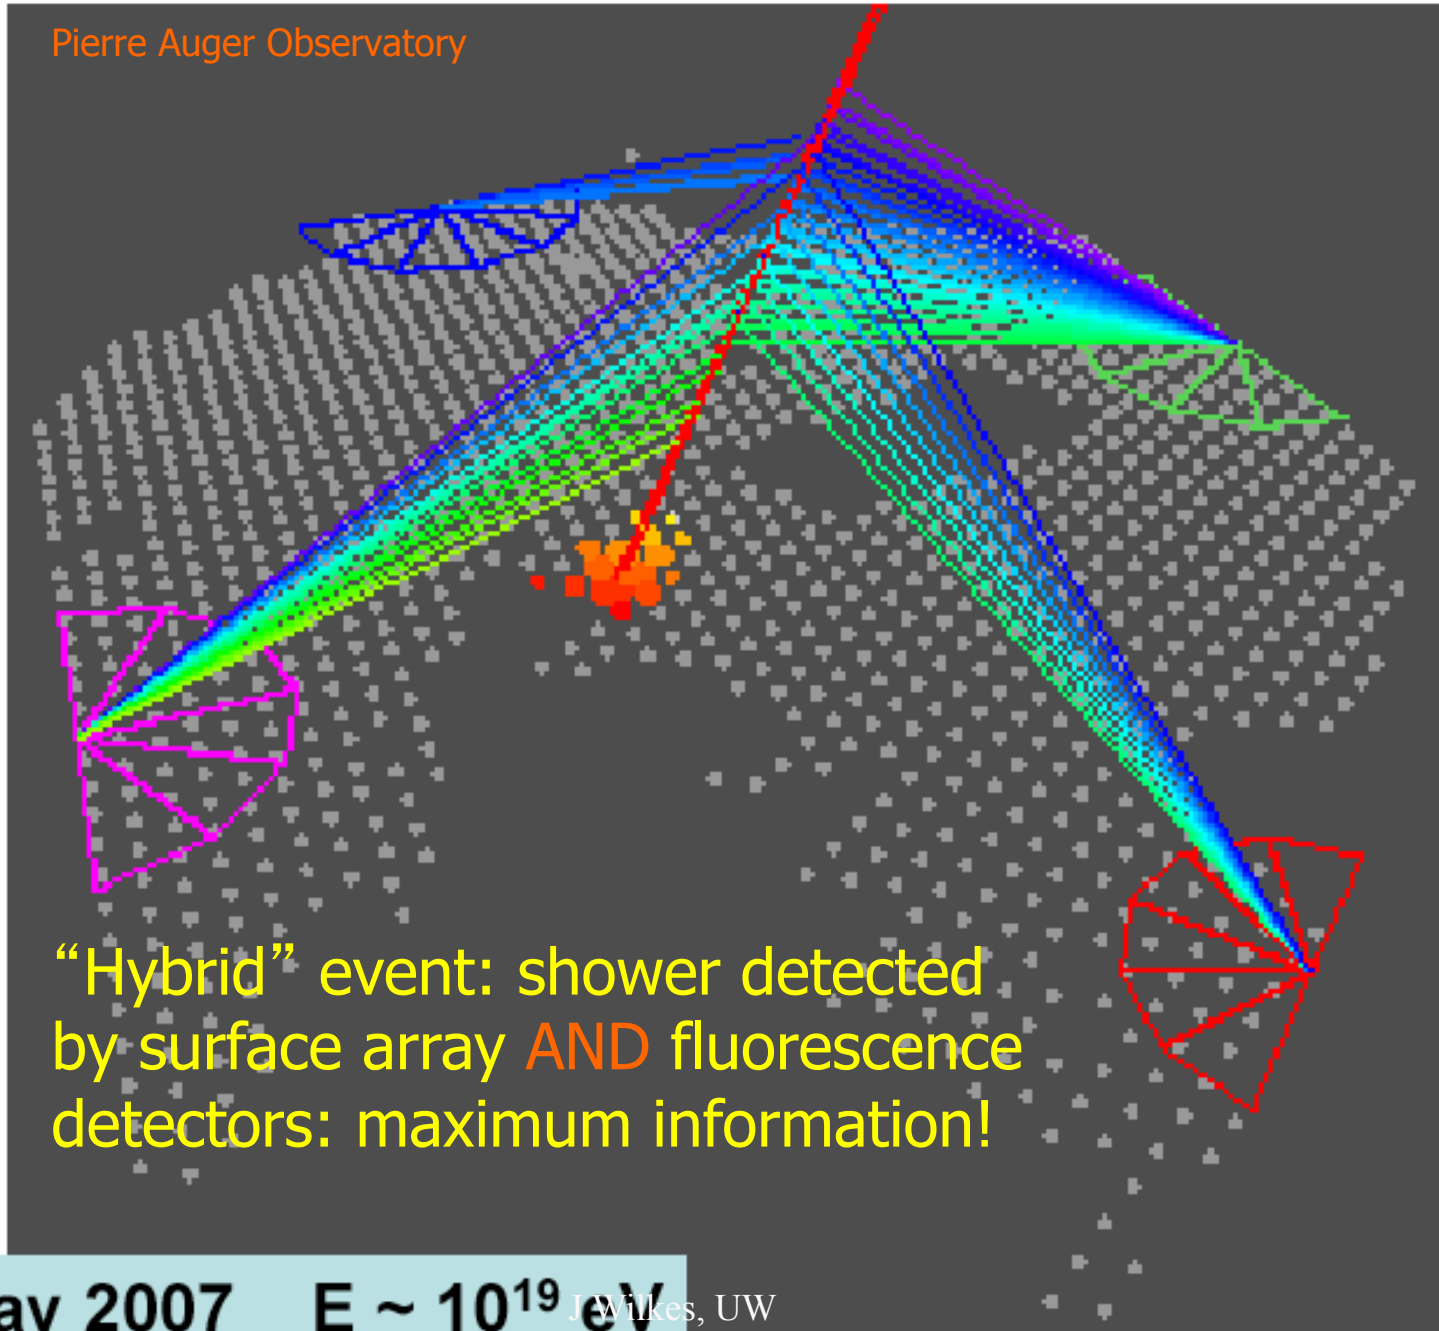 Pierre Auger Observatory
“Hybrid” event: shower detected
by surface array AND fluorescence
detectors: maximum information!
ay 2007 E ~ 10¹⁹ eV
J Wilkes, UW